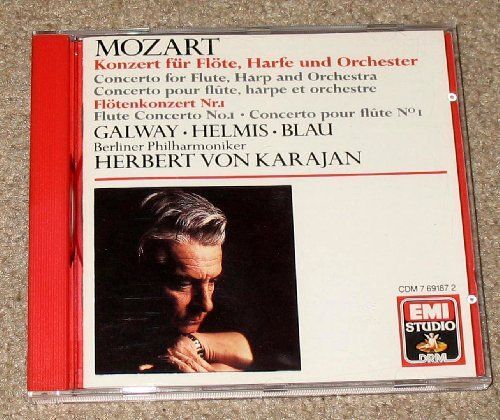 MOZART
Konzert für Flöte, Harfe und Orchester
Concerto for Flute, Harp and Orchestra
Concerto pour flûte, harpe et orchestre
Flötenkonzert Nr.1
Flute Concerto No.1 · Concerto pour flûte No 1
GALWAY · HELMIS · BLAU
Berliner Philharmoniker
HERBERT VON KARAJAN
CDM 7 69187 2
EMI
STUDIO
DRM